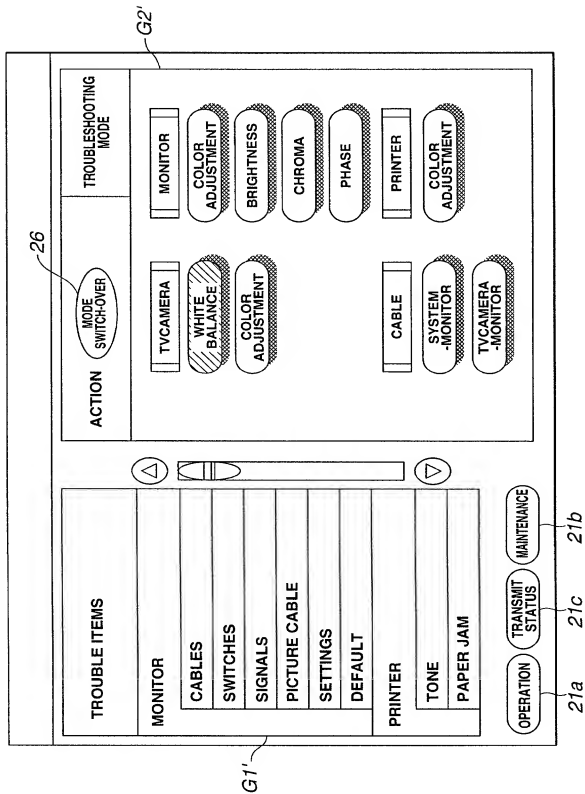 G1'
G2'
26
TROUBLE ITEMS
MONITOR
CABLES
SWITCHES
SIGNALS
PICTURE CABLE
SETTINGS
DEFAULT
PRINTER
TONE
PAPER JAM
ACTION
MODE
SWITCH-OVER
TROUBLESHOOTING
MODE
TVCAMERA
WHITE
BALANCE
COLOR
ADJUSTMENT
CABLE
SYSTEM
-MONITOR
TVCAMERA
-MONITOR
MONITOR
COLOR
ADJUSTMENT
BRIGHTNESS
CHROMA
PHASE
PRINTER
COLOR
ADJUSTMENT
OPERATION
TRANSMIT
STATUS
MAINTENANCE
21a
21c
21b